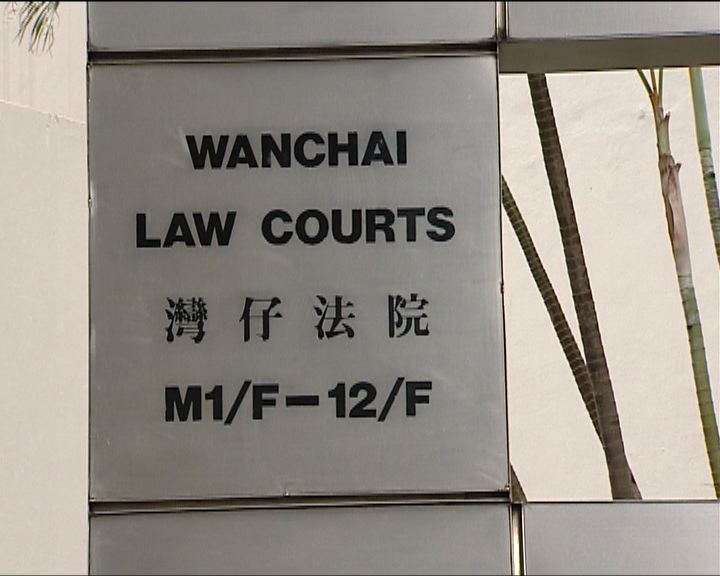 WANCHAI
LAW COURTS
灣仔法院
M1/F-12/F